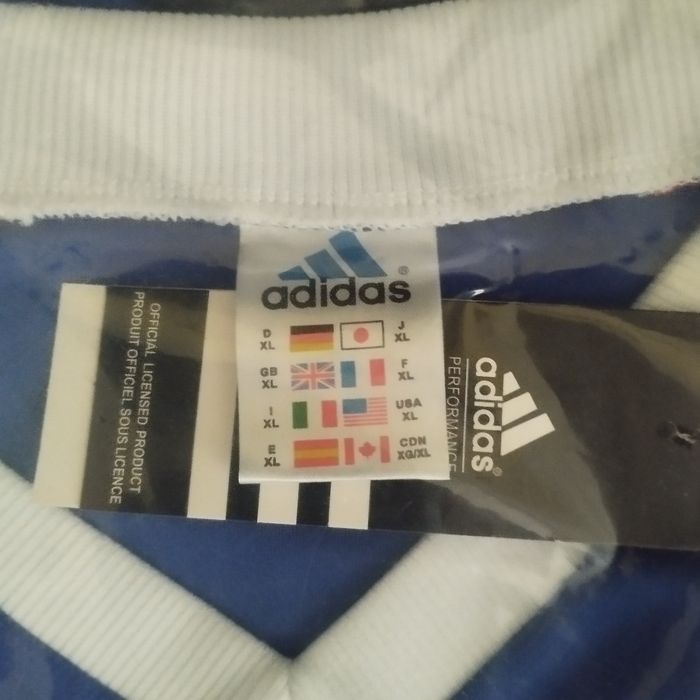 adidas®
D XL
J XL
GB XL
F XL
I XL
USA XL
E XL
CDN XG/XL
OFFICIAL LICENSED PRODUCT
PRODUIT OFFICIEL SOUS LICENCE
adidas®
PERFORMANCE